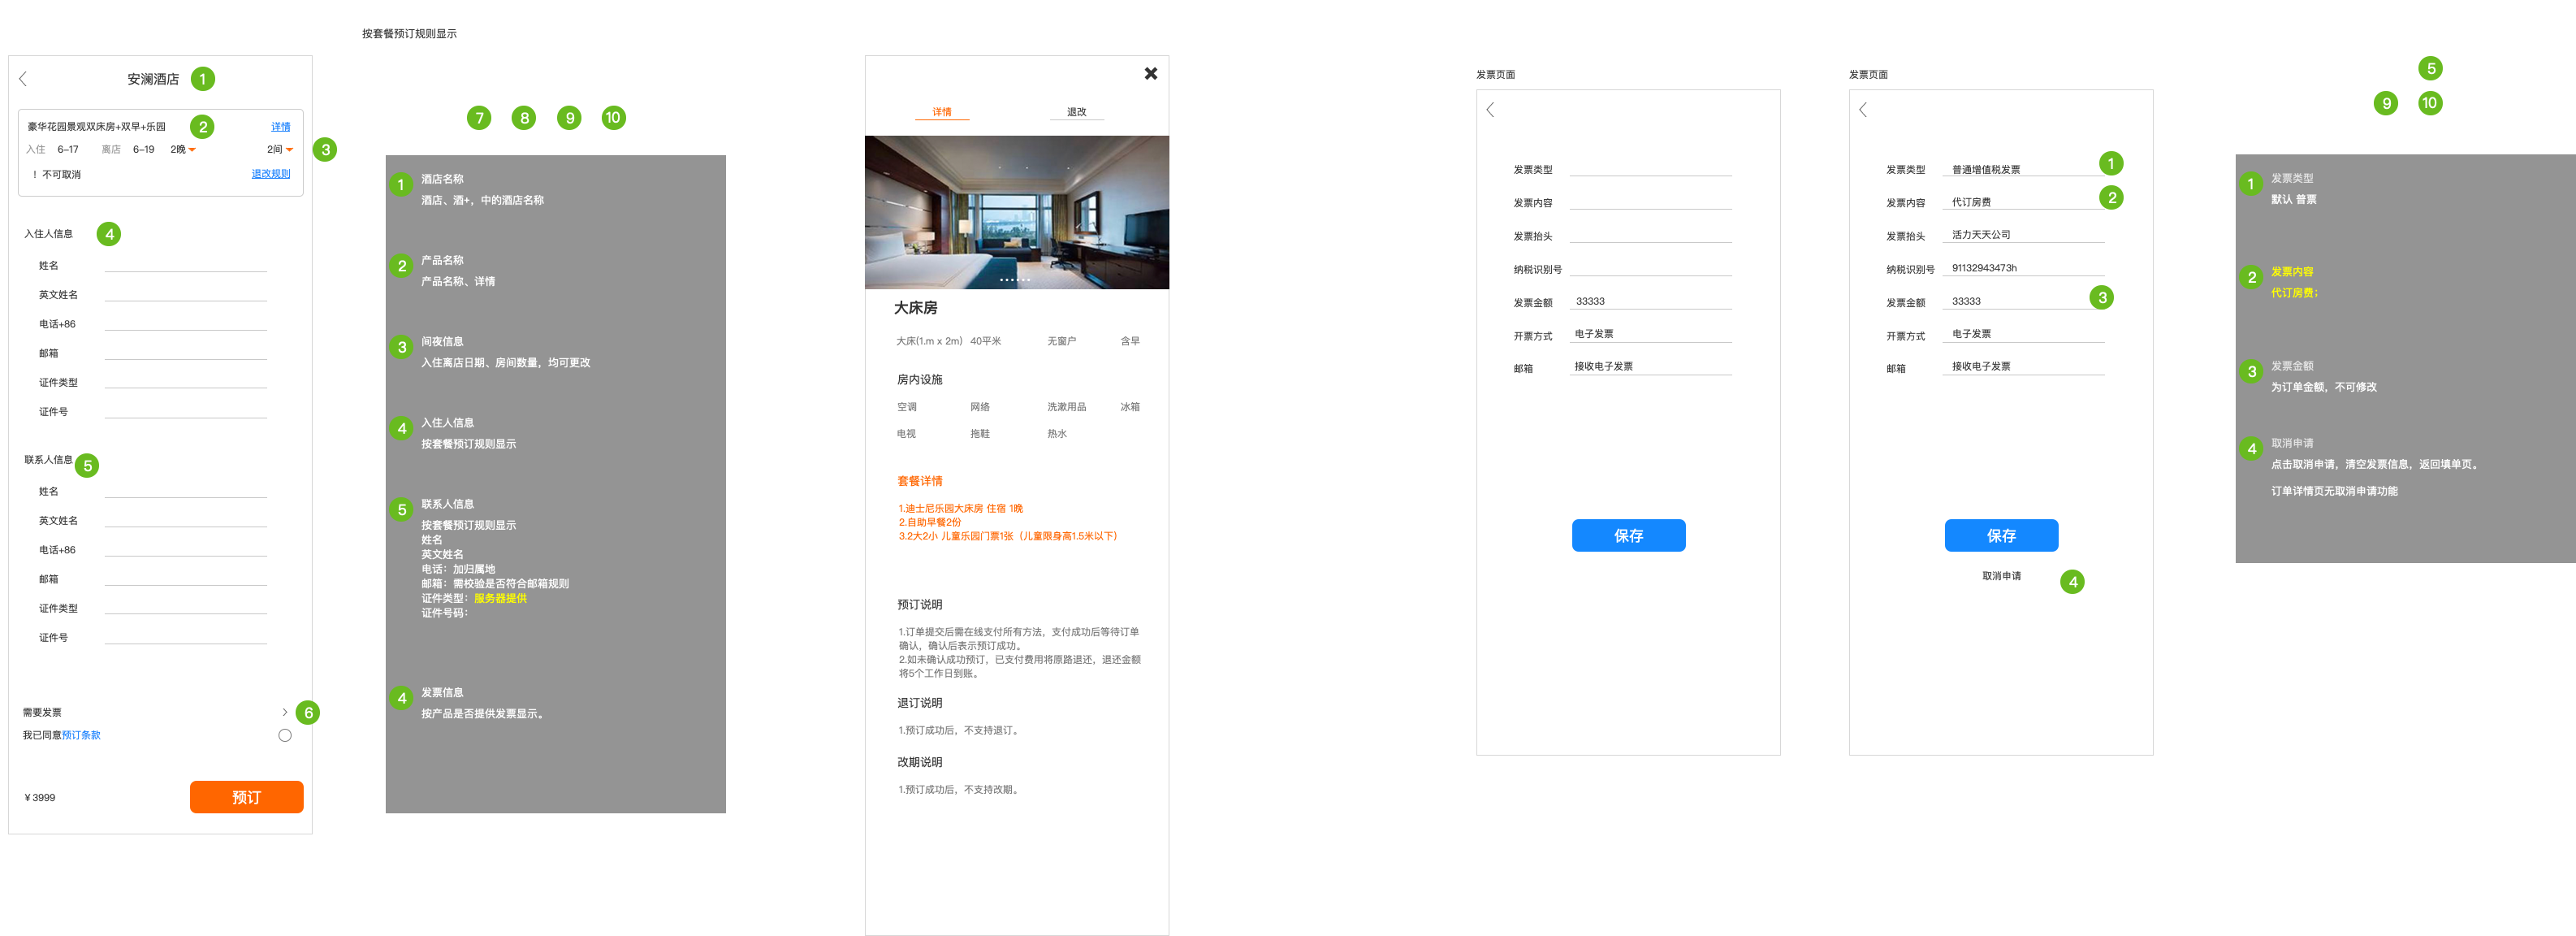 按套餐预订规则显示
安澜酒店 1
豪华花园景观双床房+双早+乐园 2 详情
入住 6-17 离店 6-19 2晚 2间 3
！不可取消 退改规则
入住人信息 4
姓名
英文姓名
电话+86
邮箱
证件类型
证件号
联系人信息 5
姓名
英文姓名
电话+86
邮箱
证件类型
证件号
需要发票 6
我已同意预订条款
¥ 3999 预订
7 8 9 10
1 酒店名称
酒店、酒+，中的酒店名称
2 产品名称
产品名称、详情
3 间夜信息
入住离店日期、房间数量，均可更改
4 入住人信息
按套餐预订规则显示
5 联系人信息
按套餐预订规则显示
姓名
英文姓名
电话：加归属地
邮箱：需校验是否符合邮箱规则
证件类型：服务器提供
证件号码：
4 发票信息
按产品是否提供发票显示。
详情 退改
大床房
大床(1.m x 2m) 40平米 无窗户 含早
房内设施
空调 网络 洗漱用品 冰箱
电视 拖鞋 热水
套餐详情
1.迪士尼乐园大床房 住宿 1晚
2.自助早餐2份
3.2大2小 儿童乐园门票1张（儿童限身高1.5米以下）
预订说明
1.订单提交后需在线支付所有方法，支付成功后等待订单
确认，确认后表示预订成功。
2.如未确认成功预订，已支付费用将原路退还，退还金额
将5个工作日到账。
退订说明
1.预订成功后，不支持退订。
改期说明
1.预订成功后，不支持改期。
发票页面
发票类型
发票内容
发票抬头
纳税识别号
发票金额 33333
开票方式 电子发票
邮箱 接收电子发票
保存
发票页面
发票类型 普通增值税发票 1
发票内容 代订房费 2
发票抬头 活力天天公司
纳税识别号 91132943473h
发票金额 33333 3
开票方式 电子发票
邮箱 接收电子发票
保存
取消申请 4
5
9 10
1 发票类型
默认 普票
2 发票内容
代订房费；
3 发票金额
为订单金额，不可修改
4 取消申请
点击取消申请，清空发票信息，返回填单页。
订单详情页无取消申请功能